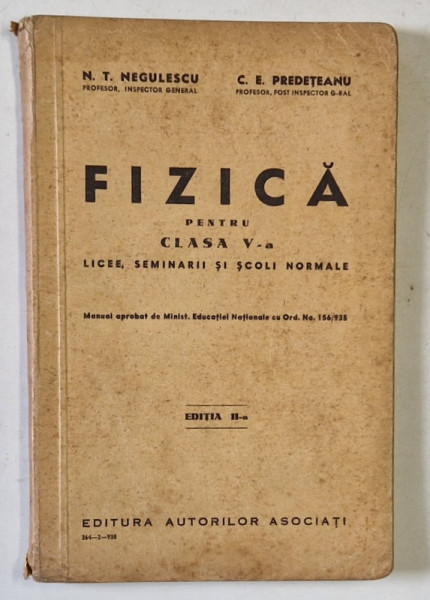 N. T. NEGULESCU
PROFESOR, INSPECTOR GENERAL
C. E. PREDEȚEANU
PROFESOR, FOST INSPECTOR G-RAL
FIZICĂ
PENTRU
CLASA V-a
LICEE, SEMINARII ȘI ȘCOLI NORMALE
Manual aprobat de Minist. Educației Naționale cu Ord. No. 156/935
EDIȚIA II-a
EDITURA AUTORILOR ASOCIAȚI
264—2—938